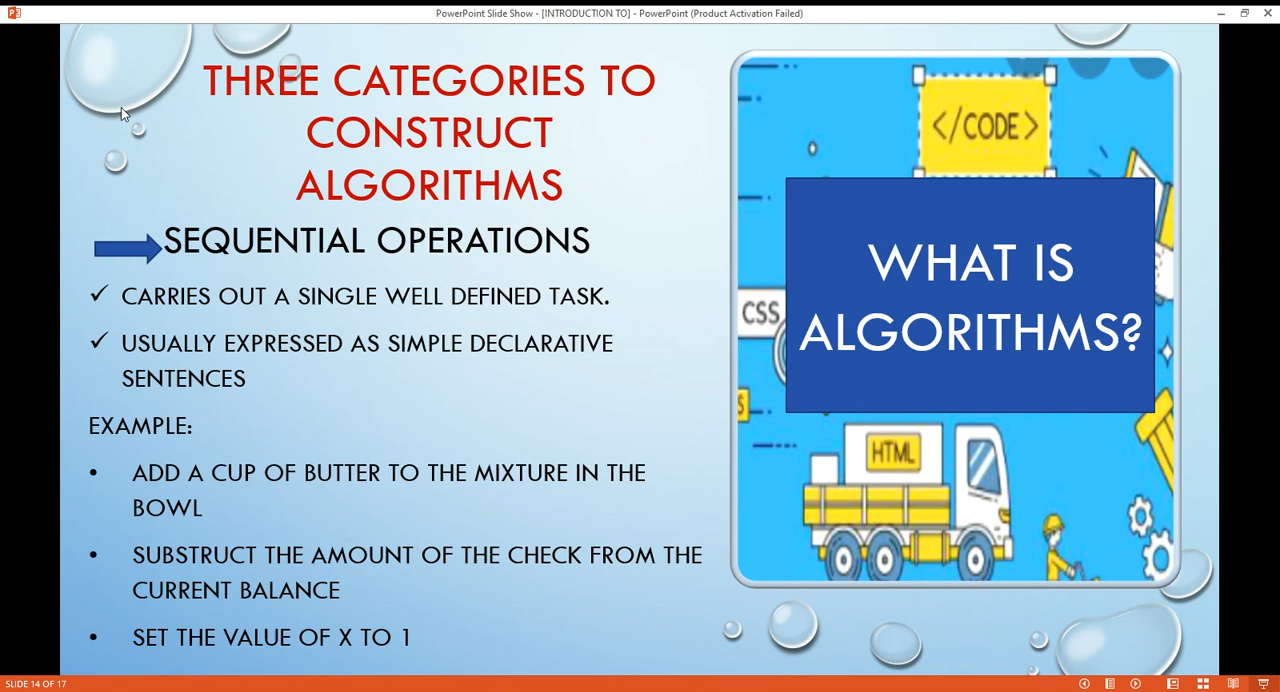 PowerPoint Slide Show - [INTRODUCTION TO] - PowerPoint (Product Activation Failed)
THREE CATEGORIES TO
CONSTRUCT
ALGORITHMS
SEQUENTIAL OPERATIONS
✓ CARRIES OUT A SINGLE WELL DEFINED TASK.
✓ USUALLY EXPRESSED AS SIMPLE DECLARATIVE
SENTENCES
EXAMPLE:
• ADD A CUP OF BUTTER TO THE MIXTURE IN THE
BOWL
• SUBSTRUCT THE AMOUNT OF THE CHECK FROM THE
CURRENT BALANCE
• SET THE VALUE OF X TO 1
</CODE>
WHAT IS
ALGORITHMS?
CSS
S
HTML
SLIDE 14 OF 17